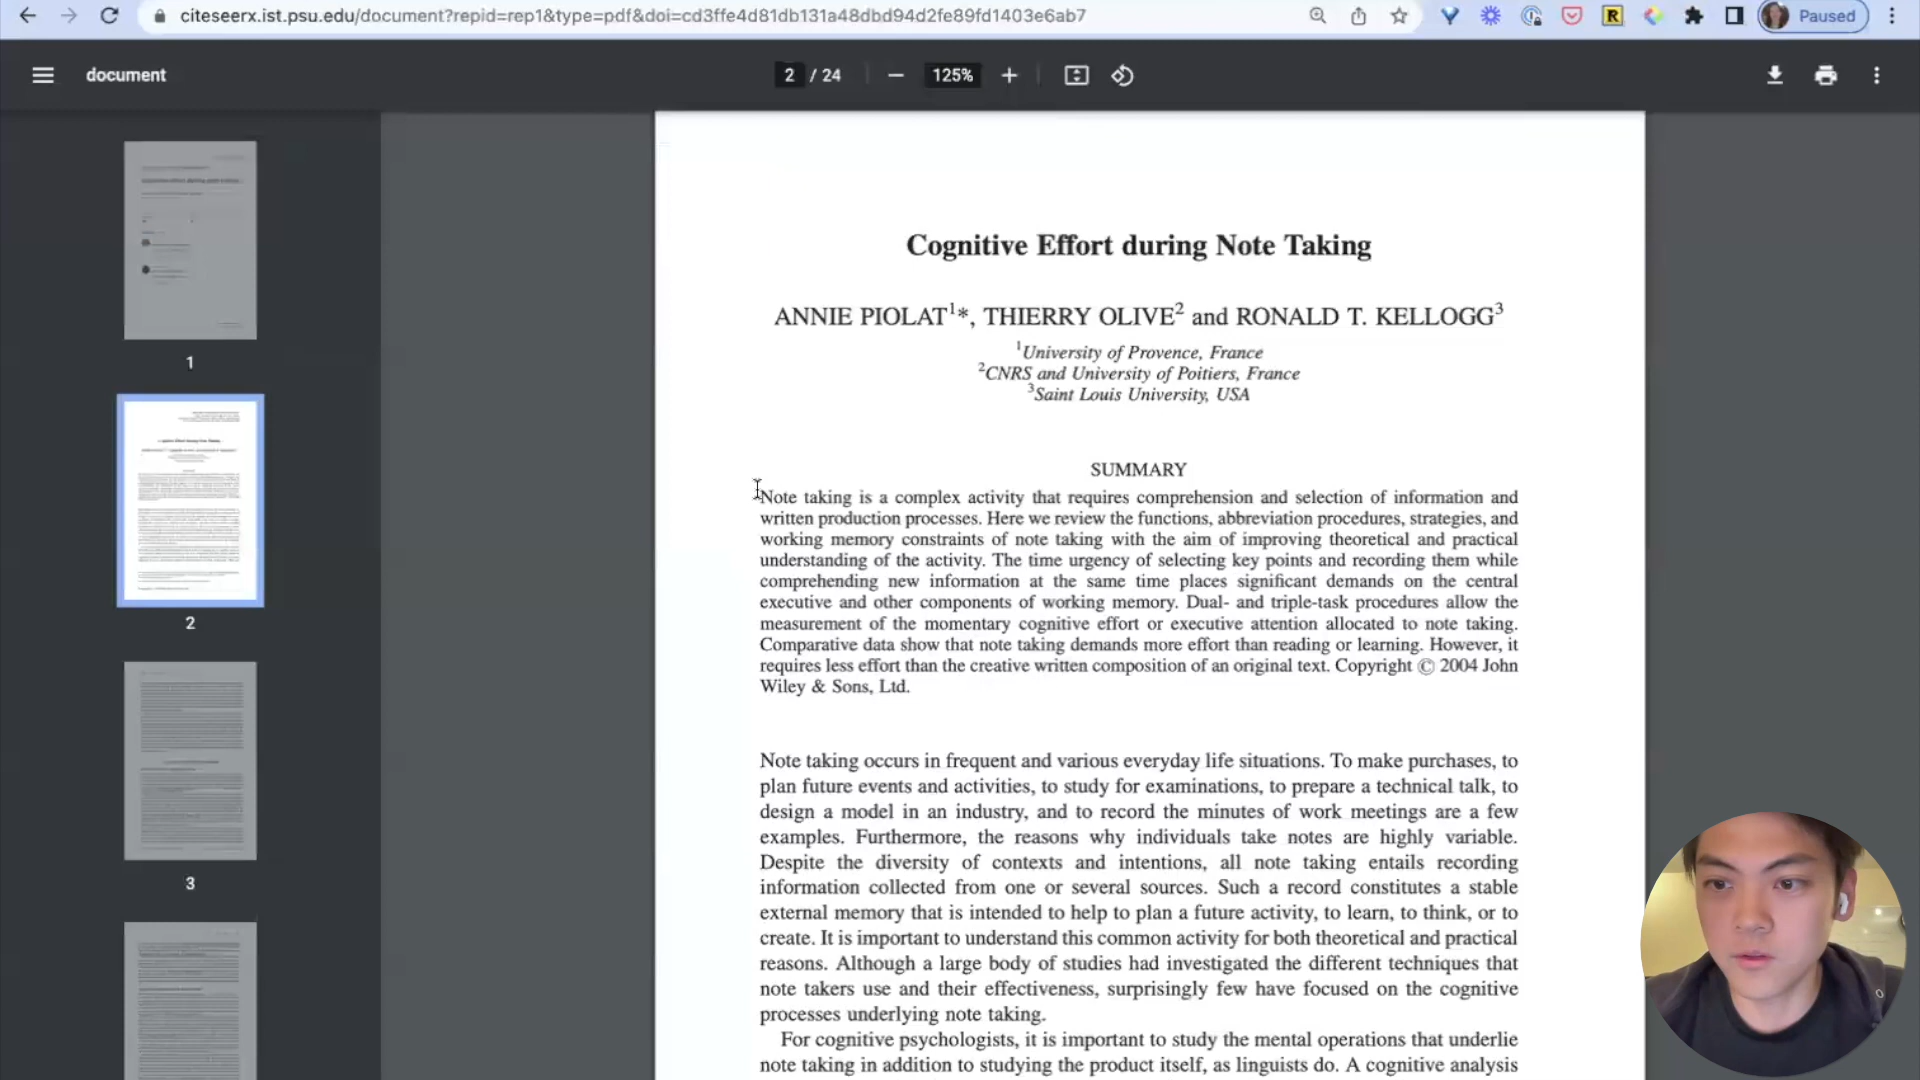 citeseerx.ist.psu.edu/document?repid=rep1&type=pdf&doi=cd3ffe4d81db131a48dbd94d2fe89fd1403e6ab7
Paused
document
2 / 24
125%
1
2
3
Cognitive Effort during Note Taking
ANNIE PIOLAT1*, THIERRY OLIVE2 and RONALD T. KELLOGG3
1University of Provence, France
2CNRS and University of Poitiers, France
3Saint Louis University, USA
SUMMARY
Note taking is a complex activity that requires comprehension and selection of information and
written production processes. Here we review the functions, abbreviation procedures, strategies, and
working memory constraints of note taking with the aim of improving theoretical and practical
understanding of the activity. The time urgency of selecting key points and recording them while
comprehending new information at the same time places significant demands on the central
executive and other components of working memory. Dual- and triple-task procedures allow the
measurement of the momentary cognitive effort or executive attention allocated to note taking.
Comparative data show that note taking demands more effort than reading or learning. However, it
requires less effort than the creative written composition of an original text. Copyright © 2004 John
Wiley & Sons, Ltd.
Note taking occurs in frequent and various everyday life situations. To make purchases, to
plan future events and activities, to study for examinations, to prepare a technical talk, to
design a model in an industry, and to record the minutes of work meetings are a few
examples. Furthermore, the reasons why individuals take notes are highly variable.
Despite the diversity of contexts and intentions, all note taking entails recording
information collected from one or several sources. Such a record constitutes a stable
external memory that is intended to help to plan a future activity, to learn, to think, or to
create. It is important to understand this common activity for both theoretical and practical
reasons. Although a large body of studies had investigated the different techniques that
note takers use and their effectiveness, surprisingly few have focused on the cognitive
processes underlying note taking.
For cognitive psychologists, it is important to study the mental operations that underlie
note taking in addition to studying the product itself, as linguists do. A cognitive analysis